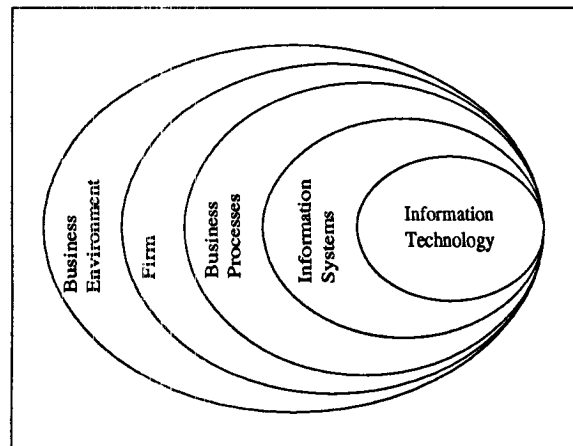 Business
Environment
Firm
Business
Processes
Information
Systems
Information
Technology